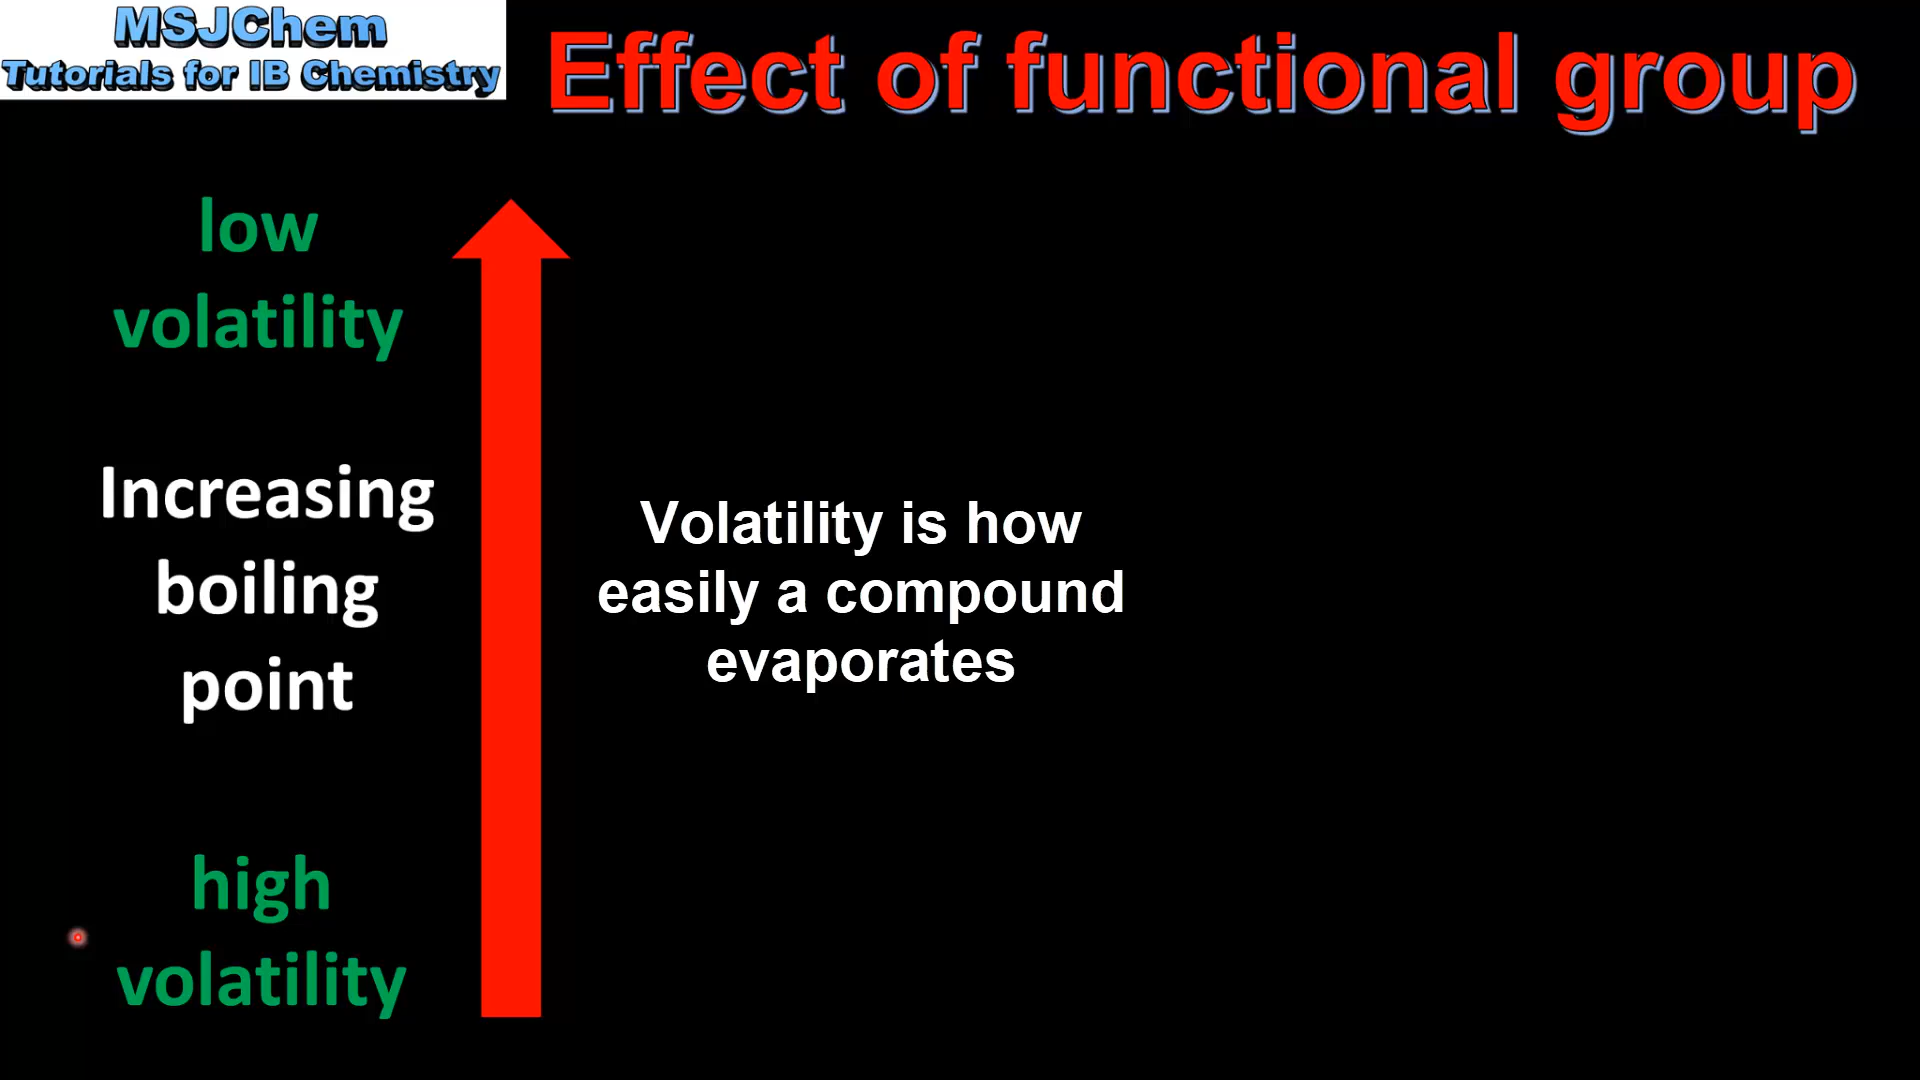 MSJChem
Tutorials for IB Chemistry
Effect of functional group
low
volatility
Increasing
boiling
point
high
volatility
Volatility is how
easily a compound
evaporates